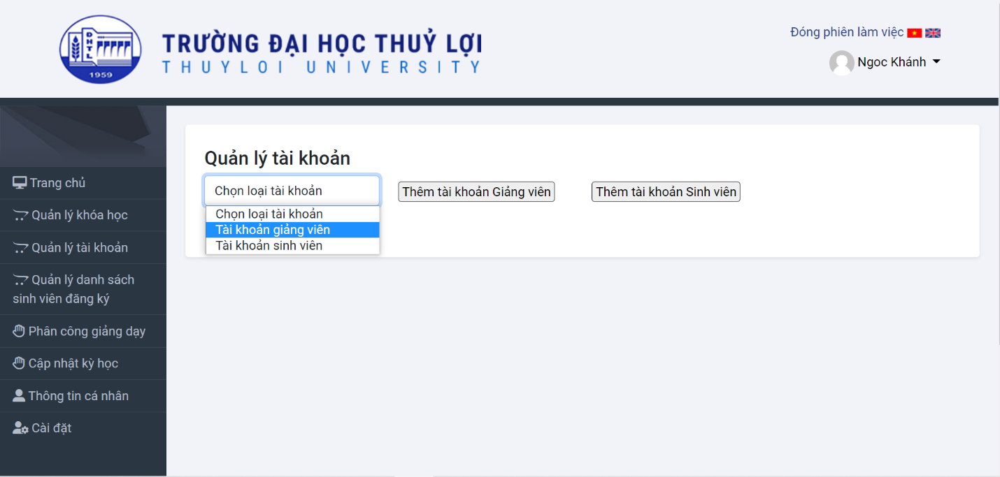 TRƯỜNG ĐẠI HỌC THUỶ LỢI
THUYLOI UNIVERSITY
ĐHTL
1959
Đóng phiên làm việc
Ngoc Khánh
Trang chủ
Quản lý khóa học
Quản lý tài khoản
Quản lý danh sách
sinh viên đăng ký
Phân công giảng dạy
Cập nhật kỳ học
Thông tin cá nhân
Cài đặt
Quản lý tài khoản
Chọn loại tài khoản
Thêm tài khoản Giảng viên
Thêm tài khoản Sinh viên
Chọn loại tài khoản
Tài khoản giảng viên
Tài khoản sinh viên